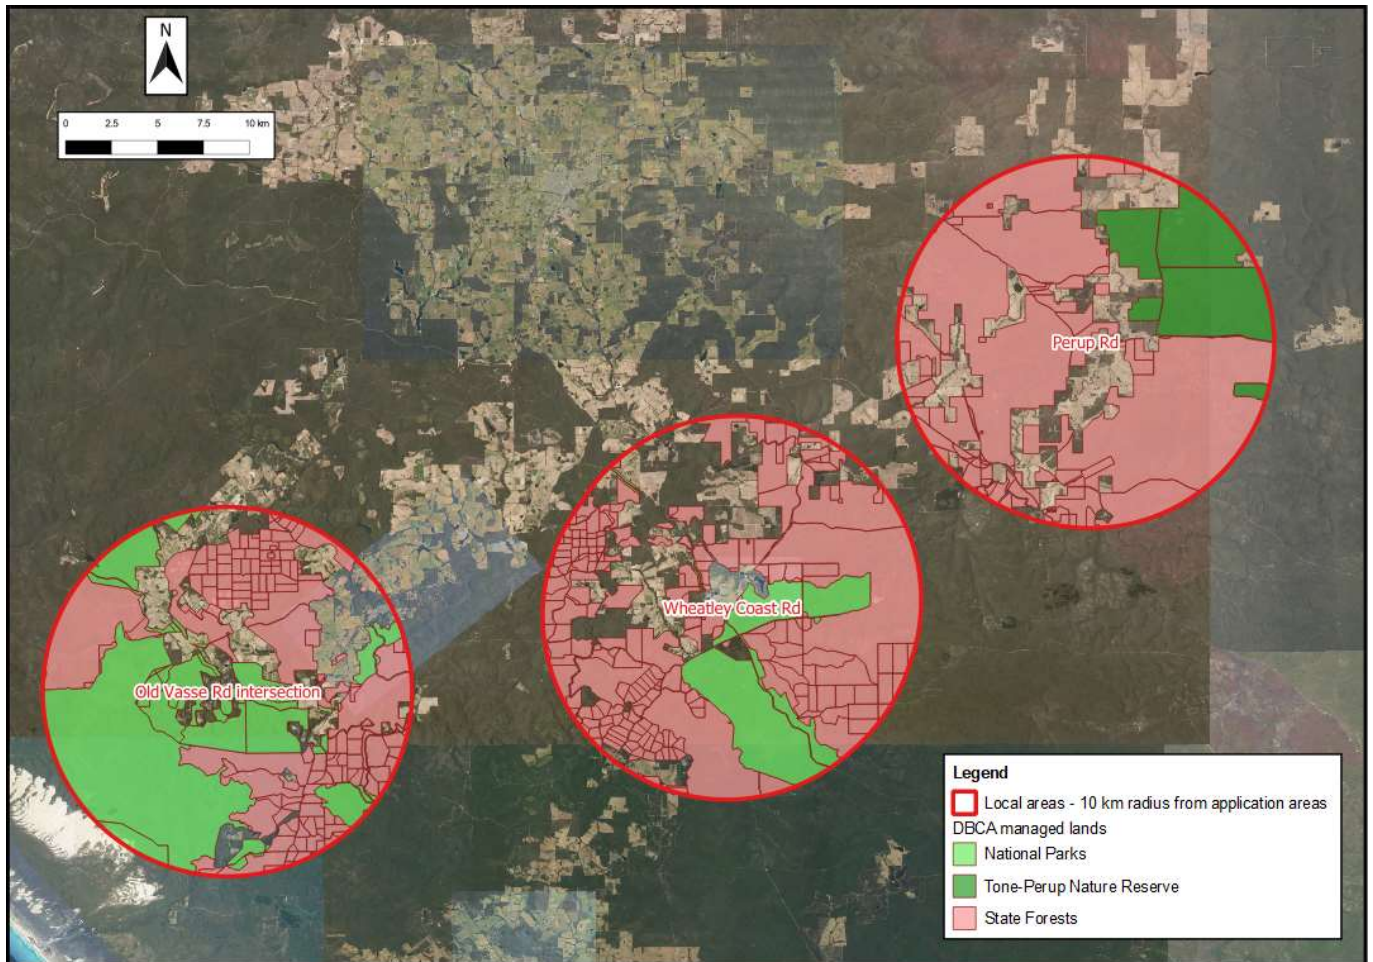 N
0 2.5 5 7.5 10 km
Perup Rd
Wheatley Coast Rd
Old Vasse Rd intersection
Legend
Local areas - 10 km radius from application areas
DBCA managed lands
National Parks
Tone-Perup Nature Reserve
State Forests